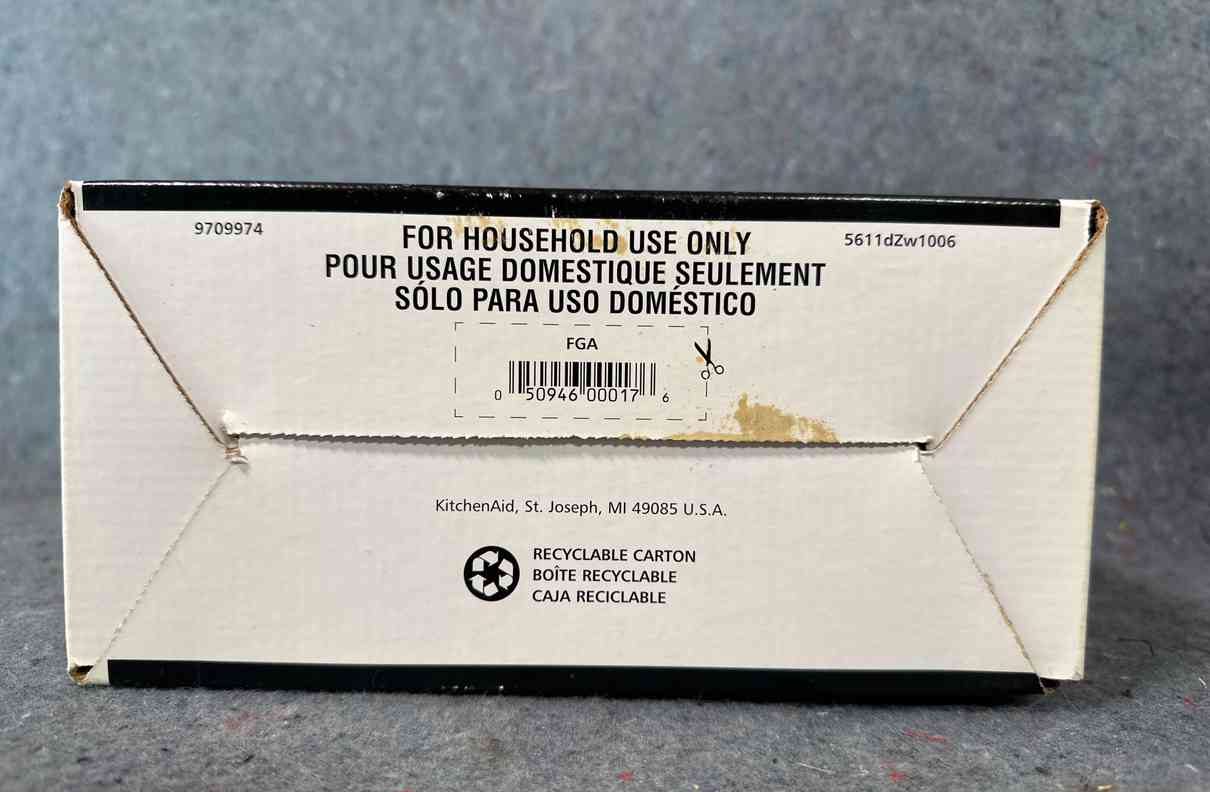 9709974
FOR HOUSEHOLD USE ONLY
5611dZw1006
POUR USAGE DOMESTIQUE SEULEMENT
SÓLO PARA USO DOMÉSTICO
FGA
0 50946 00017 6
KitchenAid, St. Joseph, MI 49085 U.S.A.
RECYCLABLE CARTON
BOÎTE RECYCLABLE
CAJA RECICLABLE